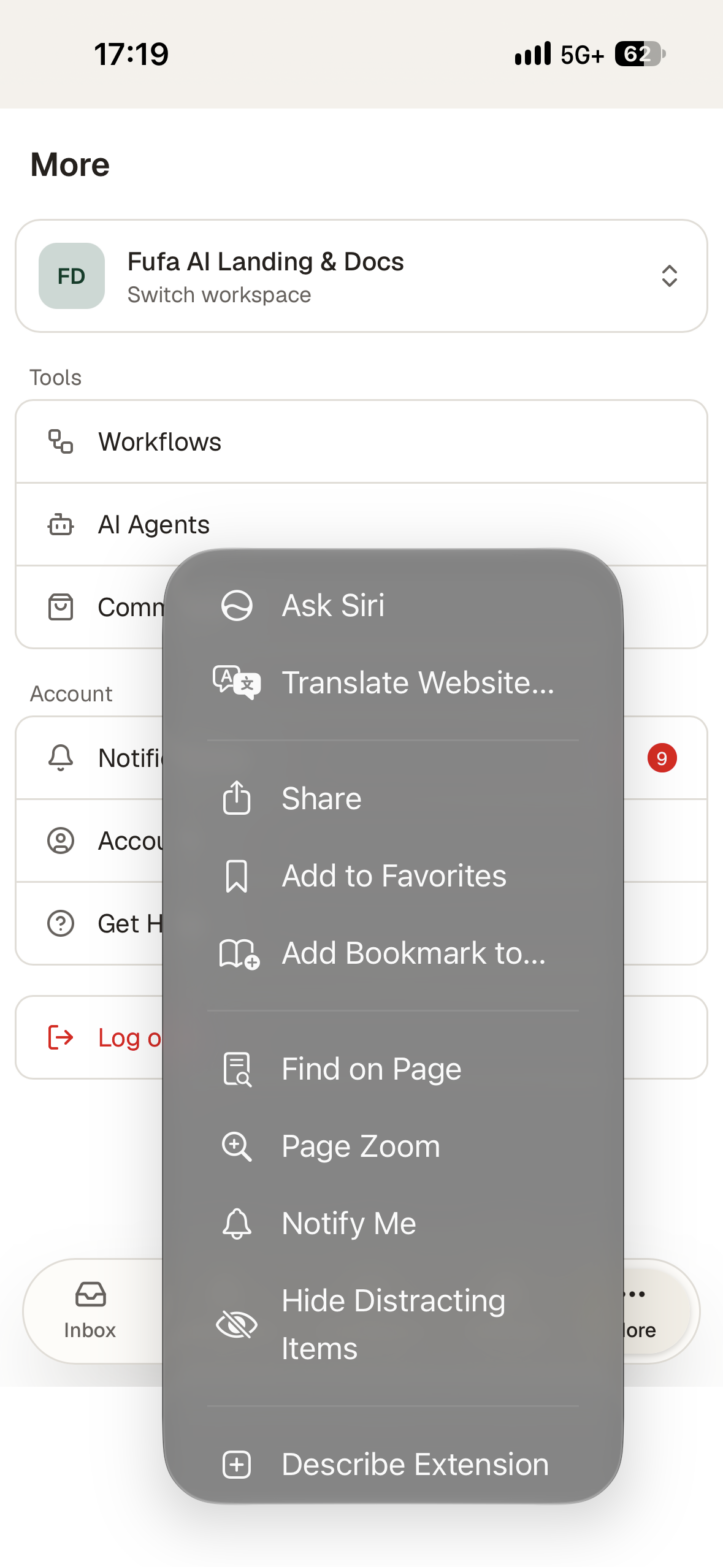 17:19
5G+
62
More
FD
Fufa AI Landing & Docs
Switch workspace
Tools
Workflows
AI Agents
Comm
Ask Siri
Translate Website...
Account
Notifi
9
Share
Accou
Add to Favorites
Get H
Add Bookmark to...
Log o
Find on Page
Page Zoom
Notify Me
Hide Distracting
Items
Inbox
ore
Describe Extension